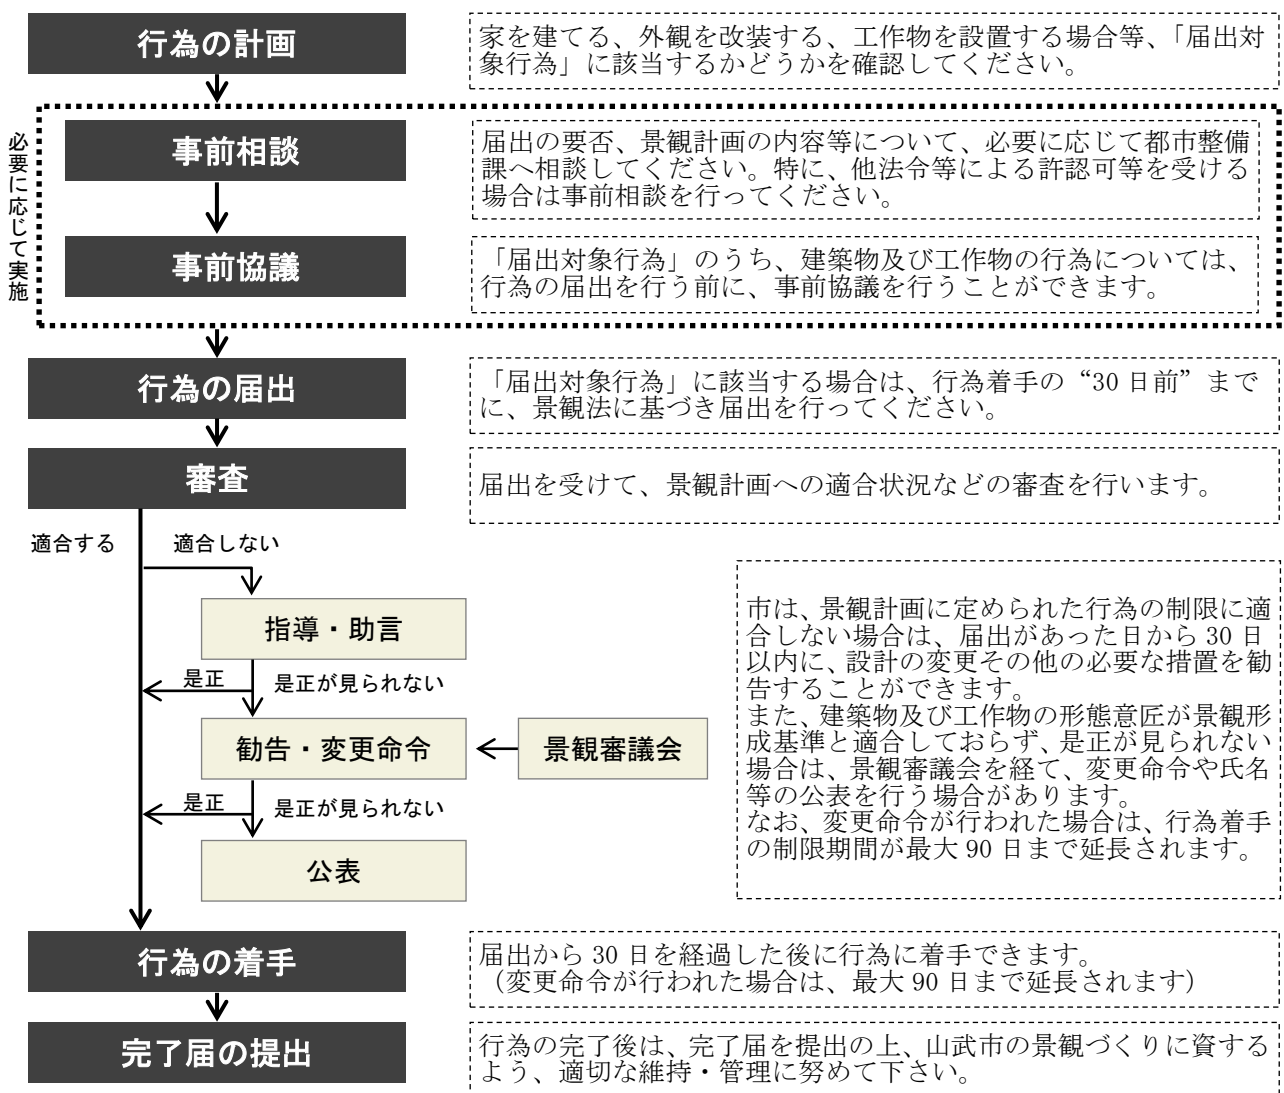 行為の計画
家を建てる、外観を改装する、工作物を設置する場合等、「届出対
象行為」に該当するかどうかを確認してください。
必要に応じて実施
事前相談
届出の要否、景観計画の内容等について、必要に応じて都市整備
課へ相談してください。特に、他法令等による許認可等を受ける
場合は事前相談を行ってください。
事前協議
「届出対象行為」のうち、建築物及び工作物の行為については、
行為の届出を行う前に、事前協議を行うことができます。
行為の届出
「届出対象行為」に該当する場合は、行為着手の“30 日前”まで
に、景観法に基づき届出を行ってください。
審査
届出を受けて、景観計画への適合状況などの審査を行います。
適合する
適合しない
指導・助言
是正
是正が見られない
勧告・変更命令
景観審議会
是正
是正が見られない
公表
市は、景観計画に定められた行為の制限に適
合しない場合は、届出があった日から 30 日
以内に、設計の変更その他の必要な措置を勧
告することができます。
また、建築物及び工作物の形態意匠が景観形
成基準と適合しておらず、是正が見られない
場合は、景観審議会を経て、変更命令や氏名
等の公表を行う場合があります。
なお、変更命令が行われた場合は、行為着手
の制限期間が最大 90 日まで延長されます。
行為の着手
届出から 30 日を経過した後に行為に着手できます。
（変更命令が行われた場合は、最大 90 日まで延長されます）
完了届の提出
行為の完了後は、完了届を提出の上、山武市の景観づくりに資する
よう、適切な維持・管理に努めて下さい。